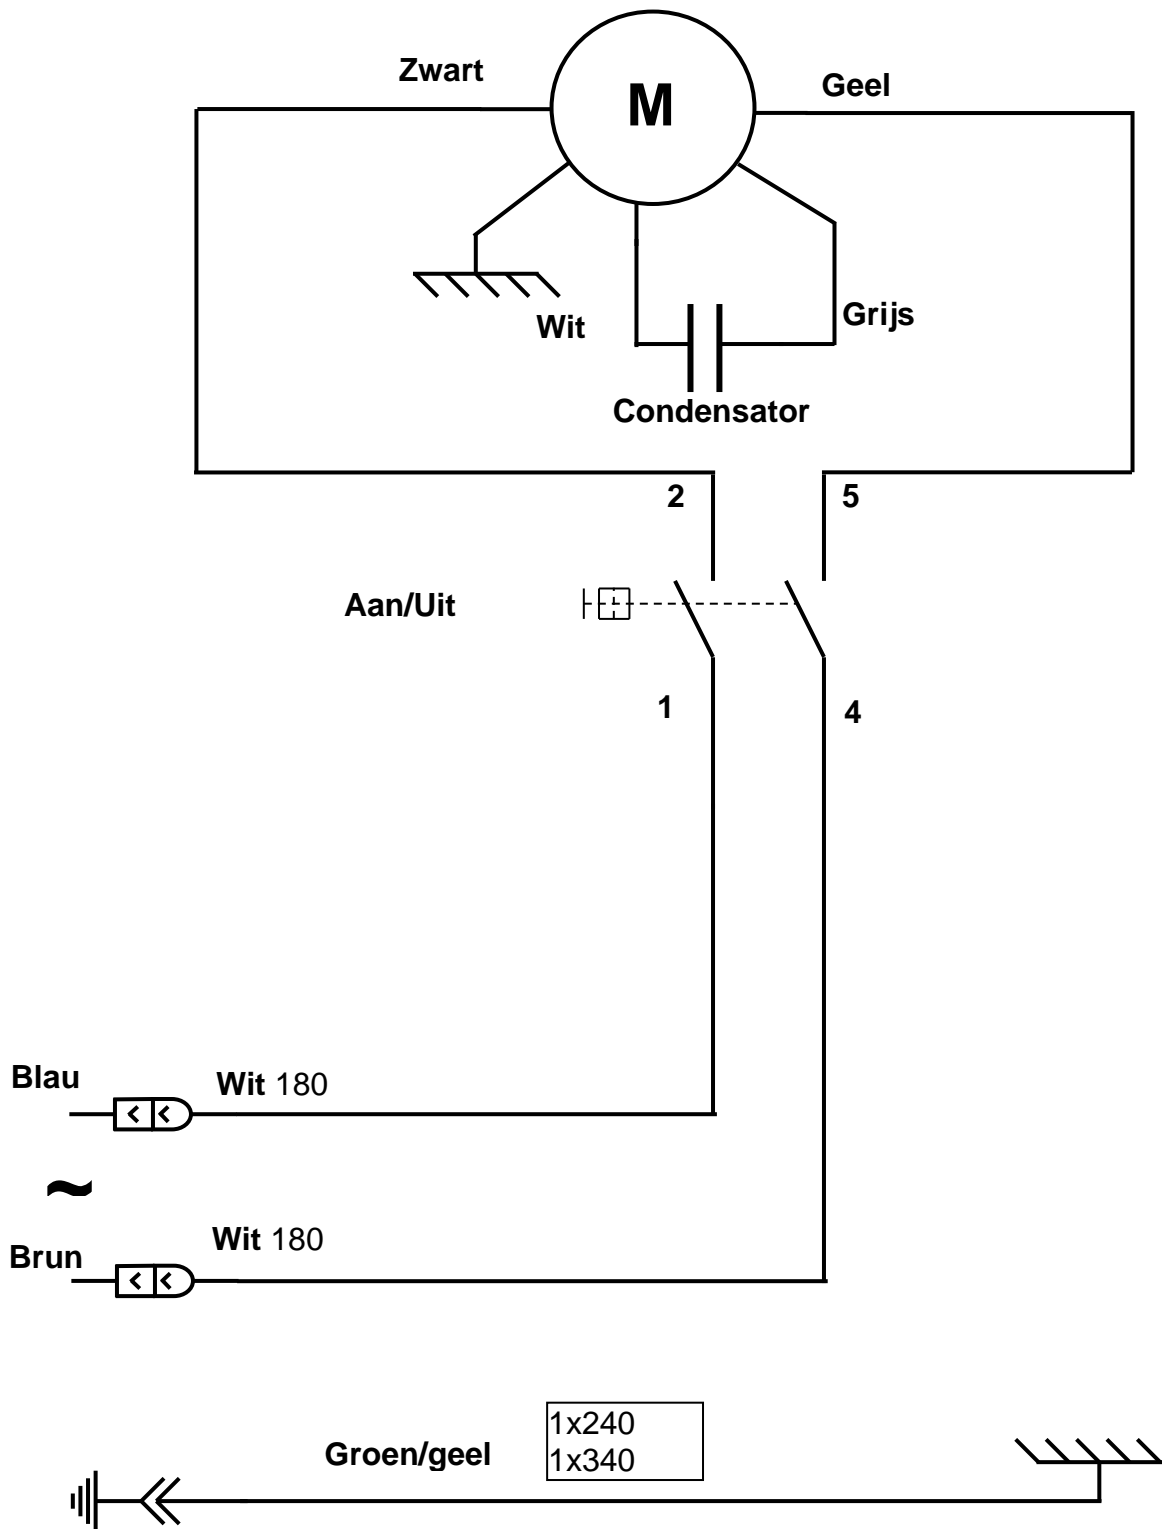 Zwart
M
Geel
Wit
Grijs
Condensator
2
5
Aan/Uit
1
4
Blau
Wit 180
~
Brun
Wit 180
1x240
Groen/geel
1x340